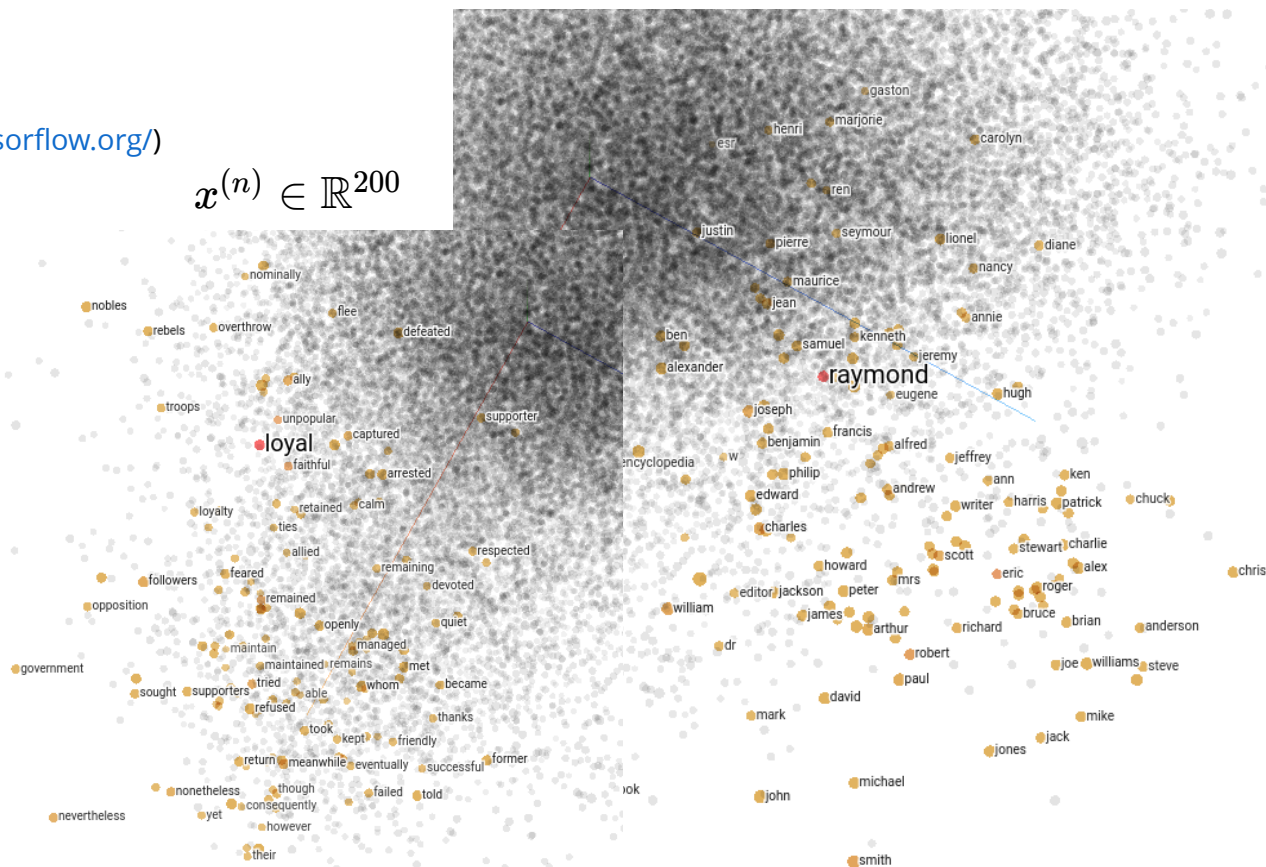 sorflow.org/)
x^(n) ∈ ℝ^200
gaston
henri
marjorie
esr
carolyn
ren
justin
pierre
seymour
lionel
diane
nancy
maurice
jean
annie
ben
samuel
kenneth
alexander
jeremy
raymond
eugene
hugh
joseph
francis
benjamin
alfred
encyclopedia
w
jeffrey
philip
ann
ken
edward
andrew
writer
harris
patrick
chuck
charles
scott
stewart
charlie
howard
mrs
eric
alex
chris
editor
jackson
peter
roger
william
james
arthur
richard
bruce
brian
anderson
dr
robert
joe
williams
steve
paul
david
mark
mike
jack
jones
michael
ook
john
smith
nominally
nobles
flee
rebels
overthrow
defeated
ally
troops
unpopular
supporter
loyal
captured
faithful
arrested
loyalty
retained
calm
ties
allied
respected
followers
feared
remaining
devoted
opposition
remained
openly
quiet
maintain
managed
government
maintained
remains
met
sought
supporters
tried
able
whom
became
refused
took
thanks
kept
friendly
return
meanwhile
eventually
successful
former
nonetheless
though
failed
told
consequently
nevertheless
yet
however
their